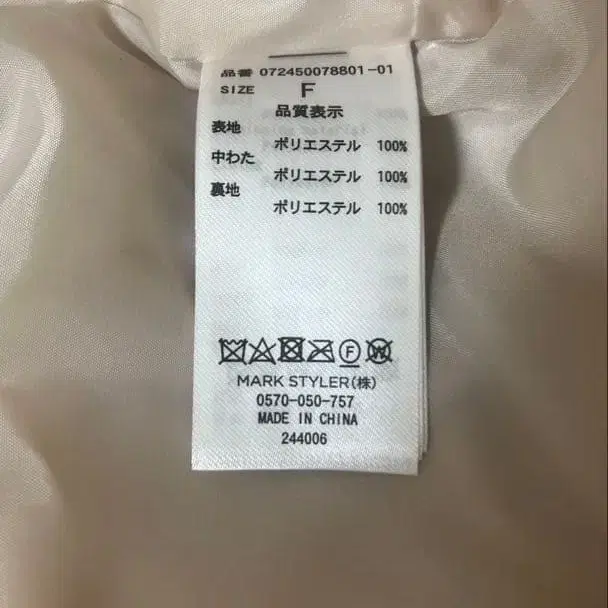 品番 072450078801-01
SIZE F
品質表示
表地
ポリエステル 100%
中わた
ポリエステル 100%
裏地
ポリエステル 100%
F W
MARK STYLER(株)
0570-050-757
MADE IN CHINA
244006